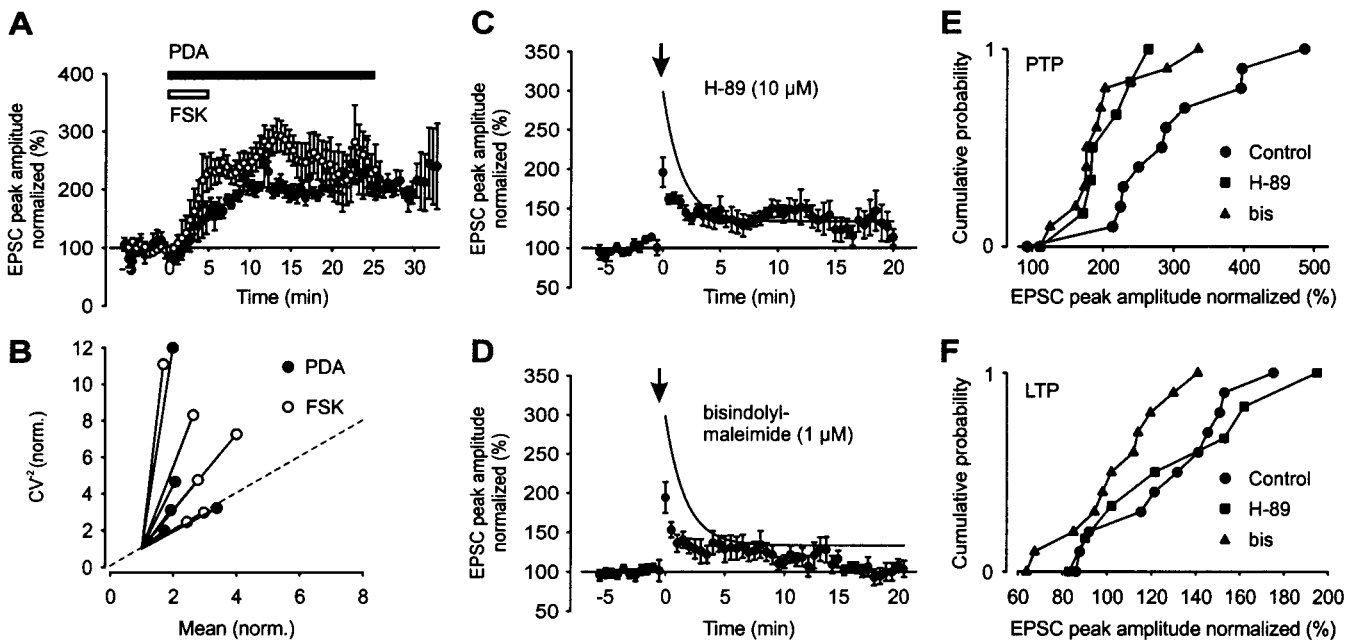 A
PDA
FSK
EPSC peak amplitude
normalized (%)
400
300
200
100
0
-5 0 5 10 15 20 25 30
Time (min)
B
CV-2 (norm.)
12
10
8
6
4
2
0
PDA
FSK
0 2 4 6 8
Mean (norm.)
C
H-89 (10 µM)
EPSC peak amplitude
normalized (%)
350
300
250
200
150
100
50
-5 0 5 10 15 20
Time (min)
D
bisindolyl-
maleimide (1 µM)
EPSC peak amplitude
normalized (%)
350
300
250
200
150
100
50
-5 0 5 10 15 20
Time (min)
E
PTP
Cumulative probability
1
0
Control
H-89
bis
100 200 300 400 500
EPSC peak amplitude normalized (%)
F
LTP
Cumulative probability
1
0
Control
H-89
bis
60 80 100 120 140 160 180 200
EPSC peak amplitude normalized (%)